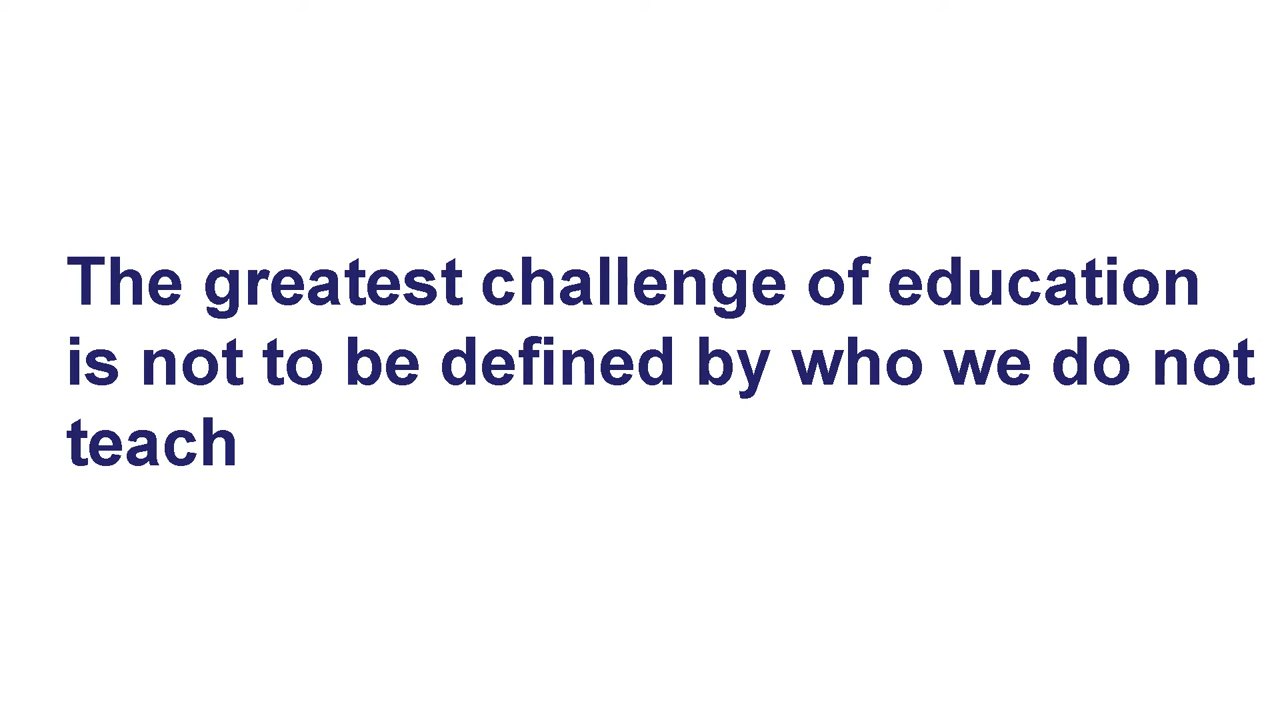 The greatest challenge of education
is not to be defined by who we do not
teach